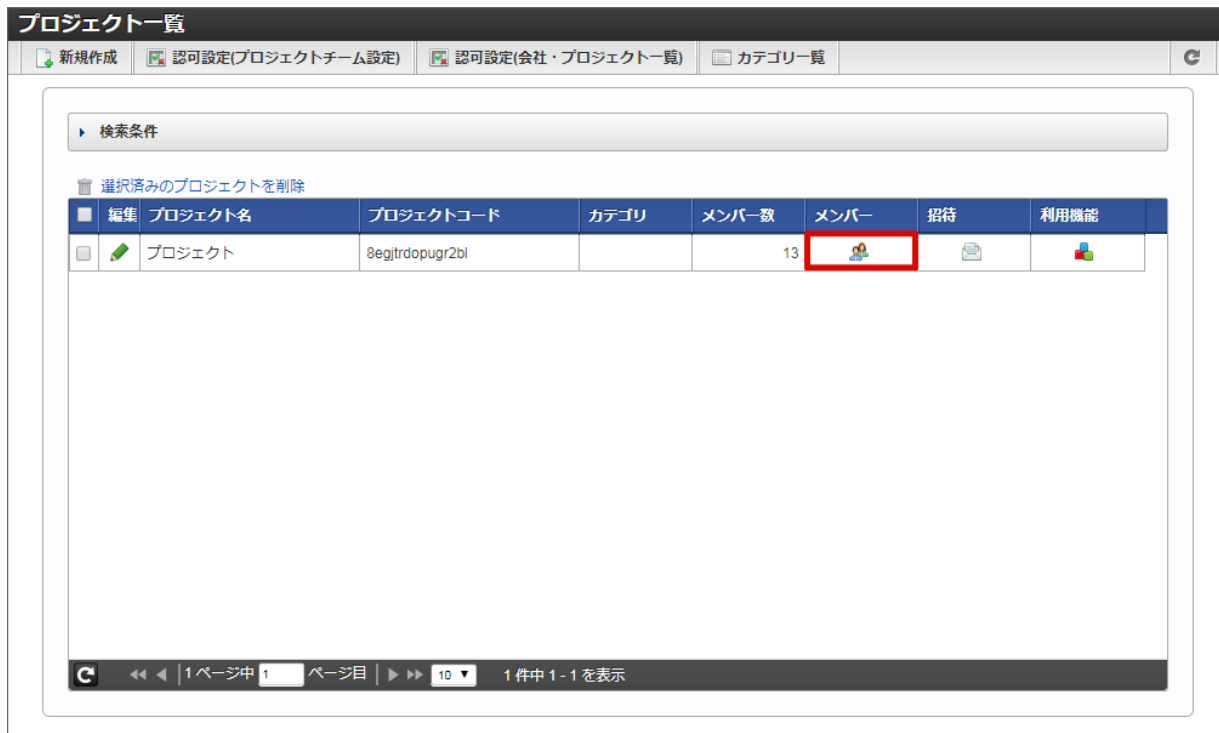 プロジェクト一覧
新規作成 認可設定(プロジェクトチーム設定) 認可設定(会社・プロジェクト一覧) カテゴリ一覧
検索条件
選択済みのプロジェクトを削除
編集 プロジェクト名 プロジェクトコード カテゴリ メンバー数 メンバー 招待 利用機能
プロジェクト 8egjtrdopugr2bl 13
1 ページ中 1 ページ目 10 1 件中 1 - 1 を表示